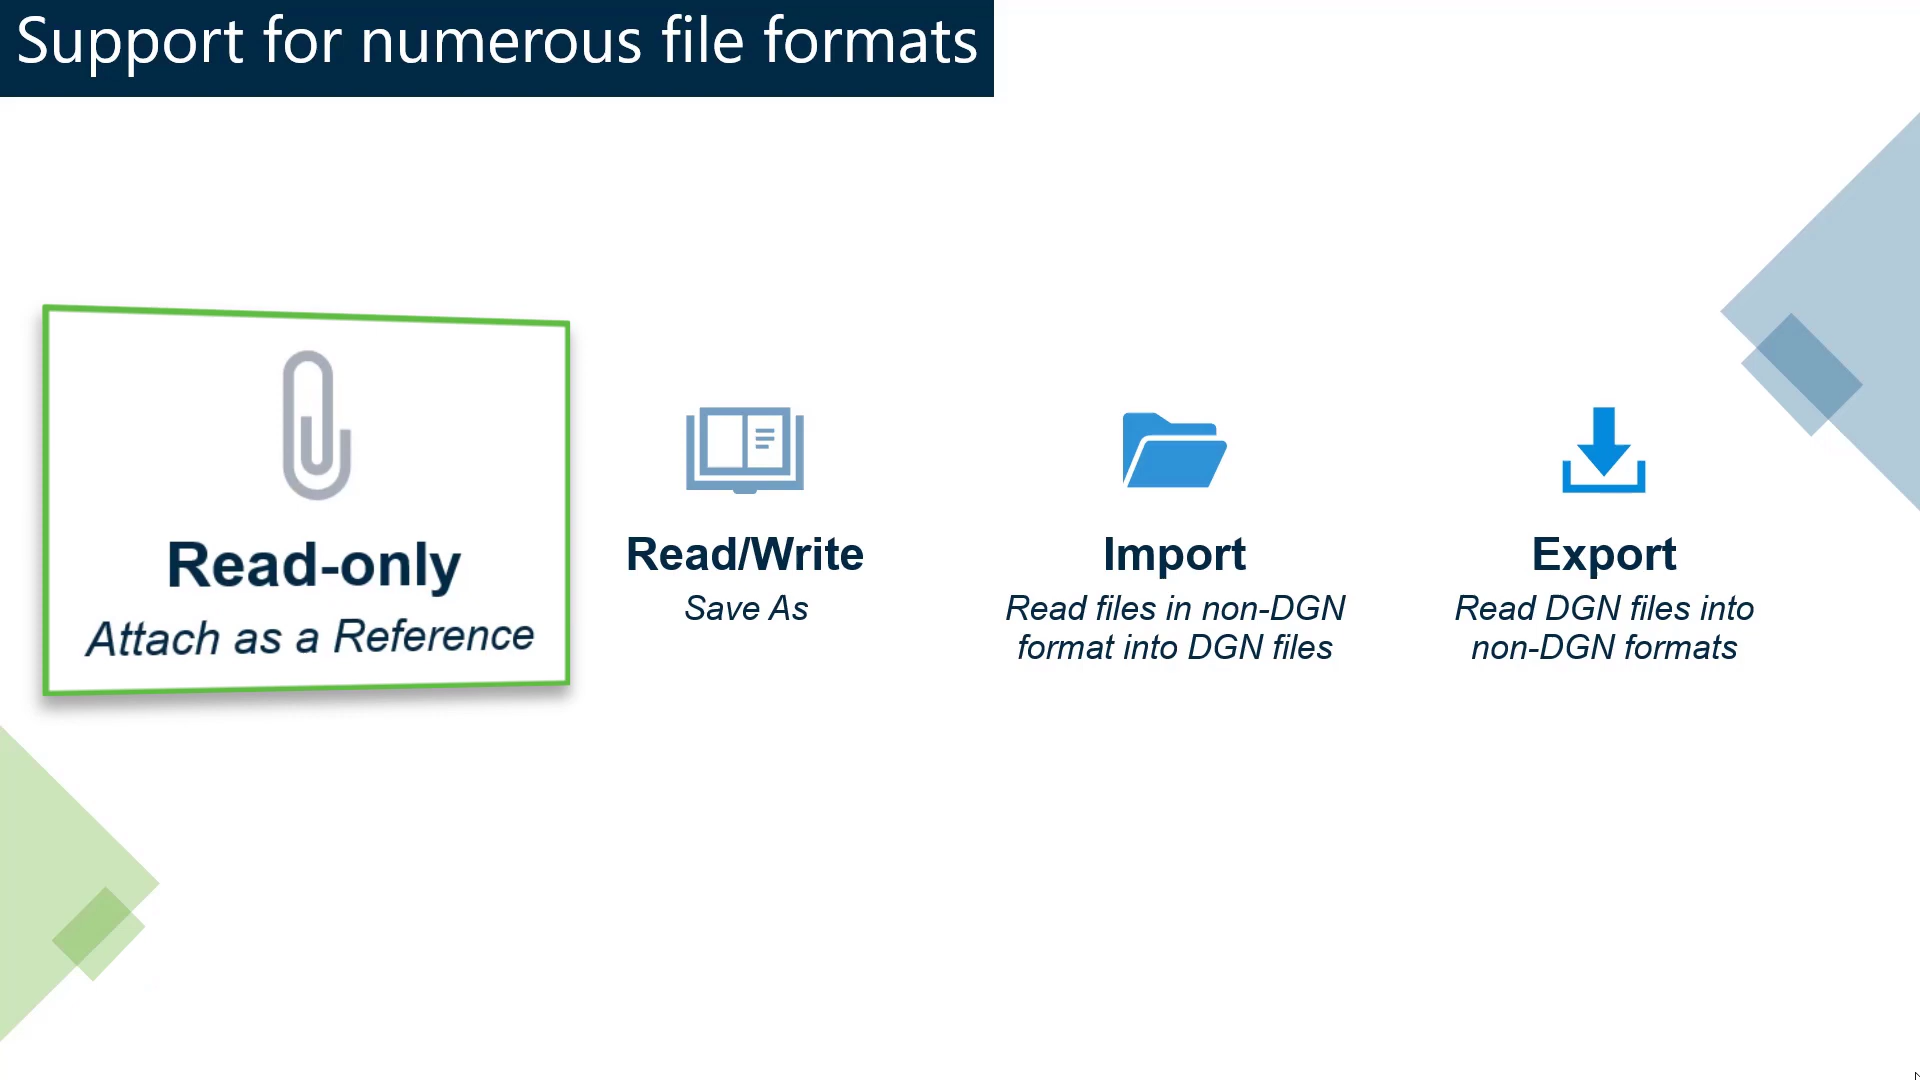 Support for numerous file formats
Read-only
Attach as a Reference
Read/Write
Save As
Import
Read files in non-DGN
format into DGN files
Export
Read DGN files into
non-DGN formats